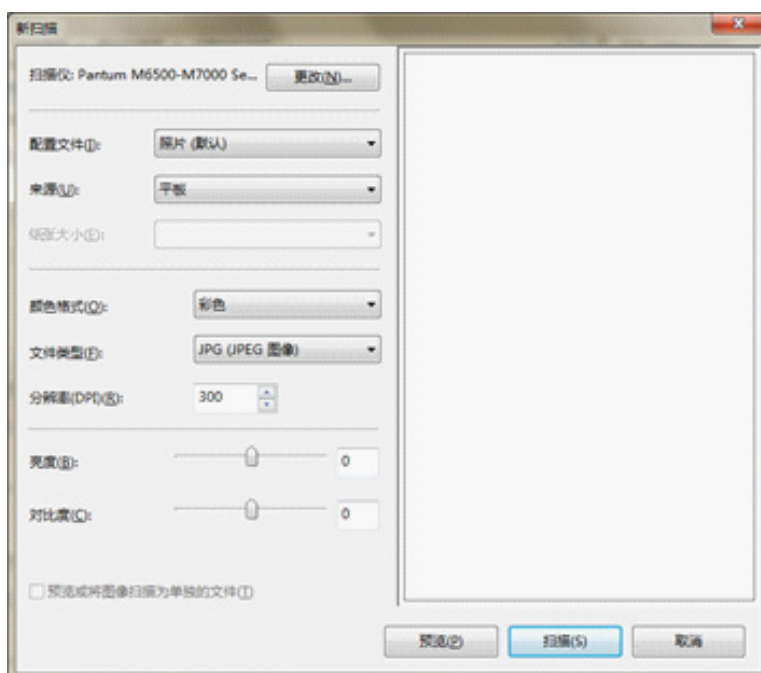 新扫描
扫描仪: Pantum M6500-M7000 Se... 更改(N)...
配置文件(I): 照片 (默认)
来源(U): 平板
纸张大小(E):
颜色格式(O): 彩色
文件类型(F): JPG (JPEG 图像)
分辨率(DPI)(R): 300
亮度(B): 0
对比度(C): 0
预览或将图像扫描为单独的文件(T)
预览(P) 扫描(S) 取消